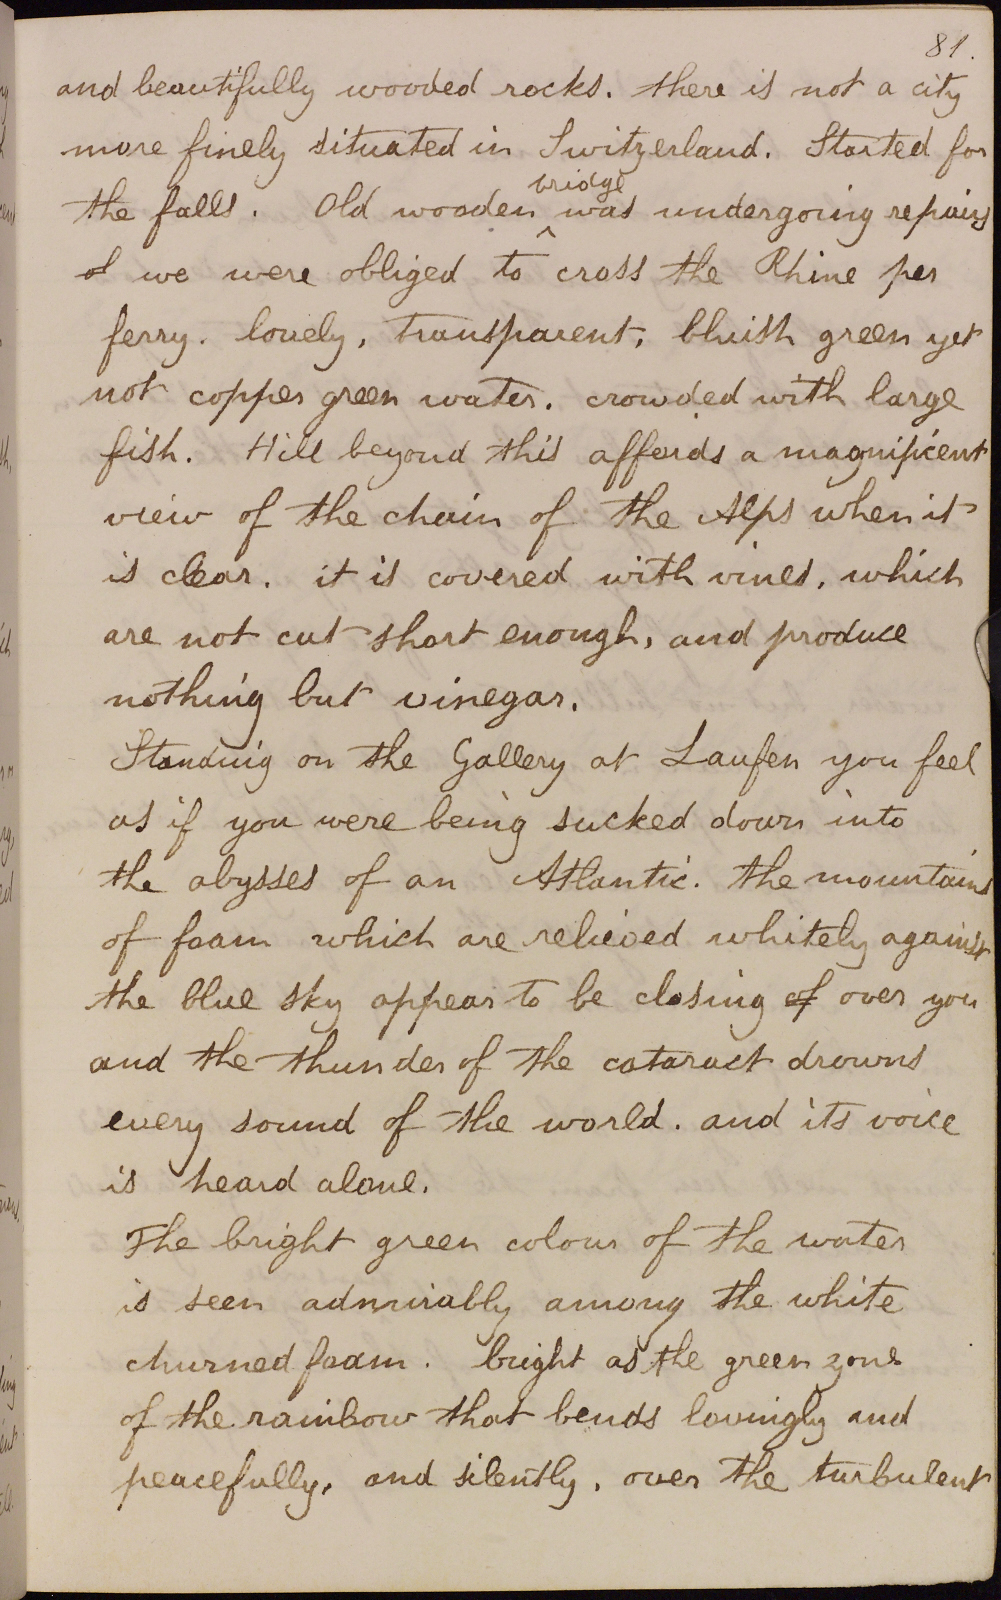 81.
and beautifully wooded rocks. there is not a city
more finely situated in Switzerland. Started for
the falls. Old wooden ^bridge was undergoing repairs
of we were obliged to cross the Rhine per
ferry. lovely, transparent, bluish green yet
not copper green water. crowded with large
fish. Hill beyond this affords a magnificent
view of the chain of the Alps when it
is clear. it is covered with vines, which
are not cut short enough, and produce
nothing but vinegar.
Standing on the Gallery at Laufen you feel
as if you were being sucked down into
the abysses of an Atlantic. the mountains
of foam which are relieved whitely against
the blue sky appear to be closing of over you
and the thunder of the cataract drowns
every sound of the world. and its voice
is heard alone.
The bright green colour of the water
is seen admirably among the white
churned foam. bright as the green zone
of the rainbow that bends lovingly and
peacefully, and silently, over the turbulent